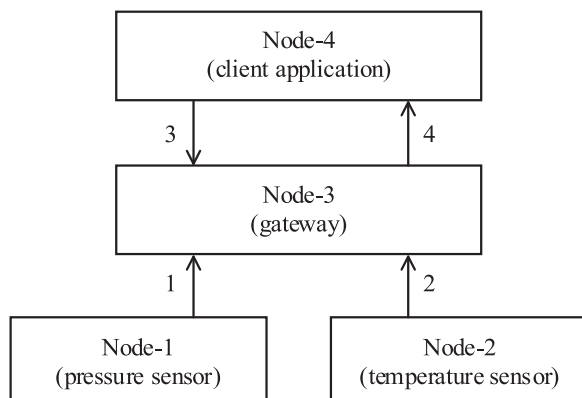 Node-4
(client application)
3
4
Node-3
(gateway)
1
2
Node-1
(pressure sensor)
Node-2
(temperature sensor)